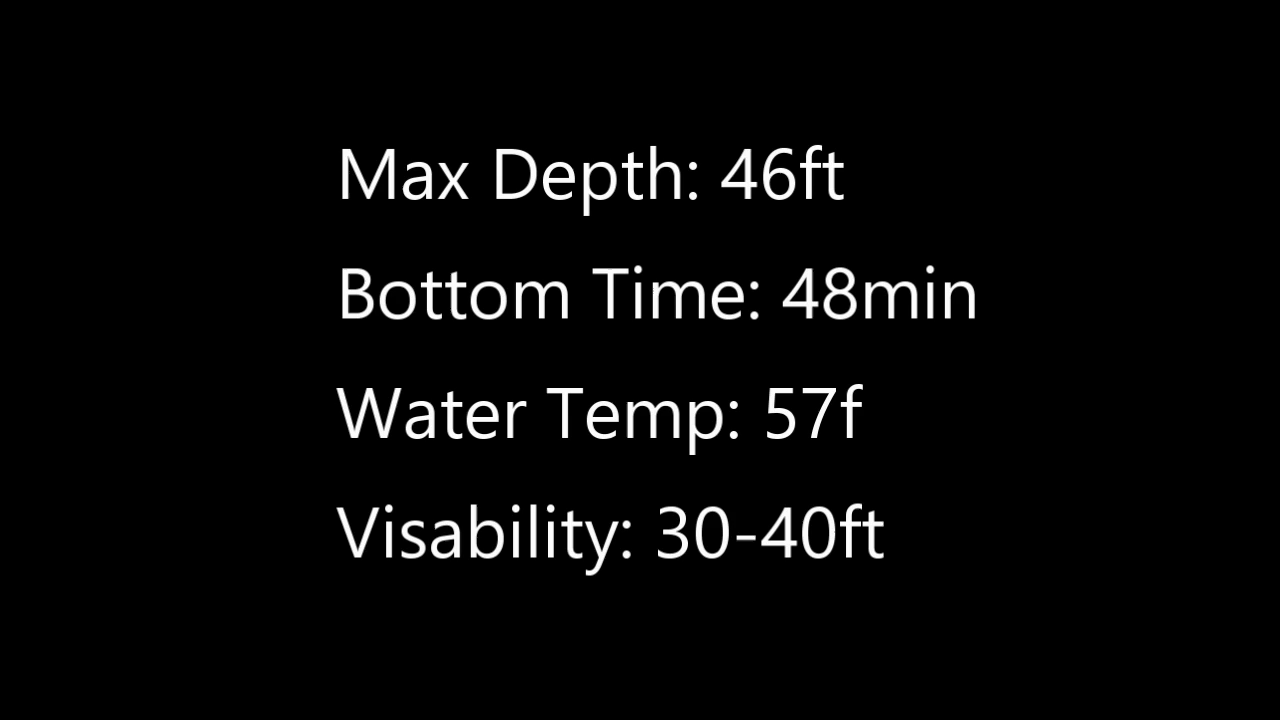 Max Depth: 46ft
Bottom Time: 48min
Water Temp: 57f
Visability: 30-40ft